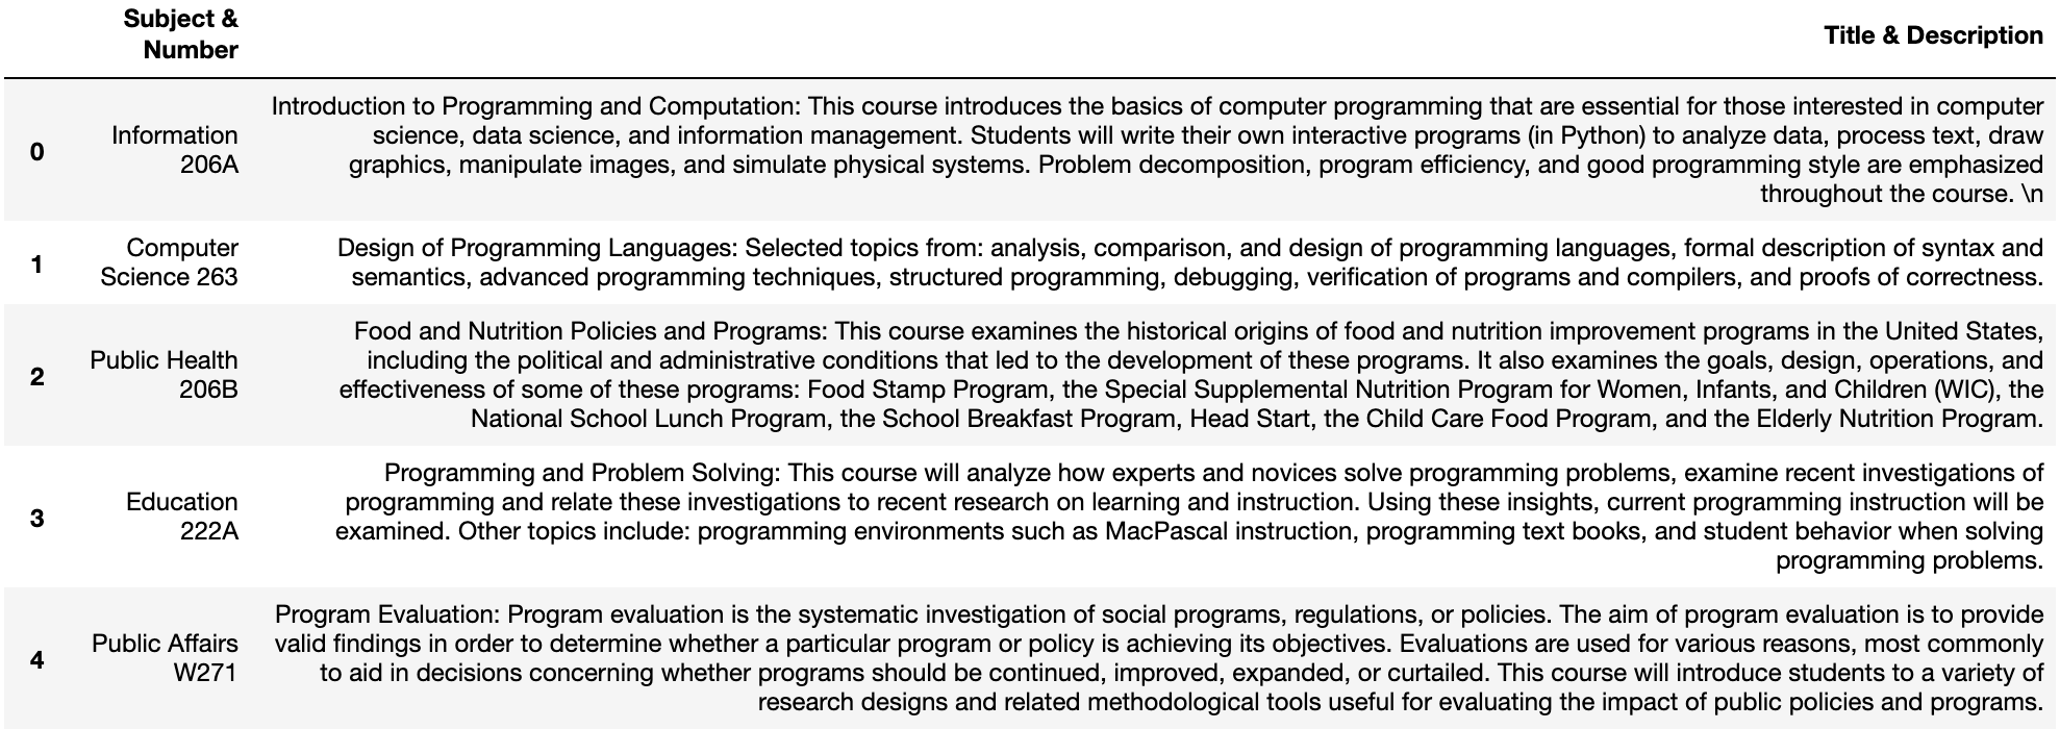 Subject &
Number
Title & Description
0
Information
206A
Introduction to Programming and Computation: This course introduces the basics of computer programming that are essential for those interested in computer
science, data science, and information management. Students will write their own interactive programs (in Python) to analyze data, process text, draw
graphics, manipulate images, and simulate physical systems. Problem decomposition, program efficiency, and good programming style are emphasized
throughout the course. \n
1
Computer
Science 263
Design of Programming Languages: Selected topics from: analysis, comparison, and design of programming languages, formal description of syntax and
semantics, advanced programming techniques, structured programming, debugging, verification of programs and compilers, and proofs of correctness.
2
Public Health
206B
Food and Nutrition Policies and Programs: This course examines the historical origins of food and nutrition improvement programs in the United States,
including the political and administrative conditions that led to the development of these programs. It also examines the goals, design, operations, and
effectiveness of some of these programs: Food Stamp Program, the Special Supplemental Nutrition Program for Women, Infants, and Children (WIC), the
National School Lunch Program, the School Breakfast Program, Head Start, the Child Care Food Program, and the Elderly Nutrition Program.
3
Education
222A
Programming and Problem Solving: This course will analyze how experts and novices solve programming problems, examine recent investigations of
programming and relate these investigations to recent research on learning and instruction. Using these insights, current programming instruction will be
examined. Other topics include: programming environments such as MacPascal instruction, programming text books, and student behavior when solving
programming problems.
4
Public Affairs
W271
Program Evaluation: Program evaluation is the systematic investigation of social programs, regulations, or policies. The aim of program evaluation is to provide
valid findings in order to determine whether a particular program or policy is achieving its objectives. Evaluations are used for various reasons, most commonly
to aid in decisions concerning whether programs should be continued, improved, expanded, or curtailed. This course will introduce students to a variety of
research designs and related methodological tools useful for evaluating the impact of public policies and programs.